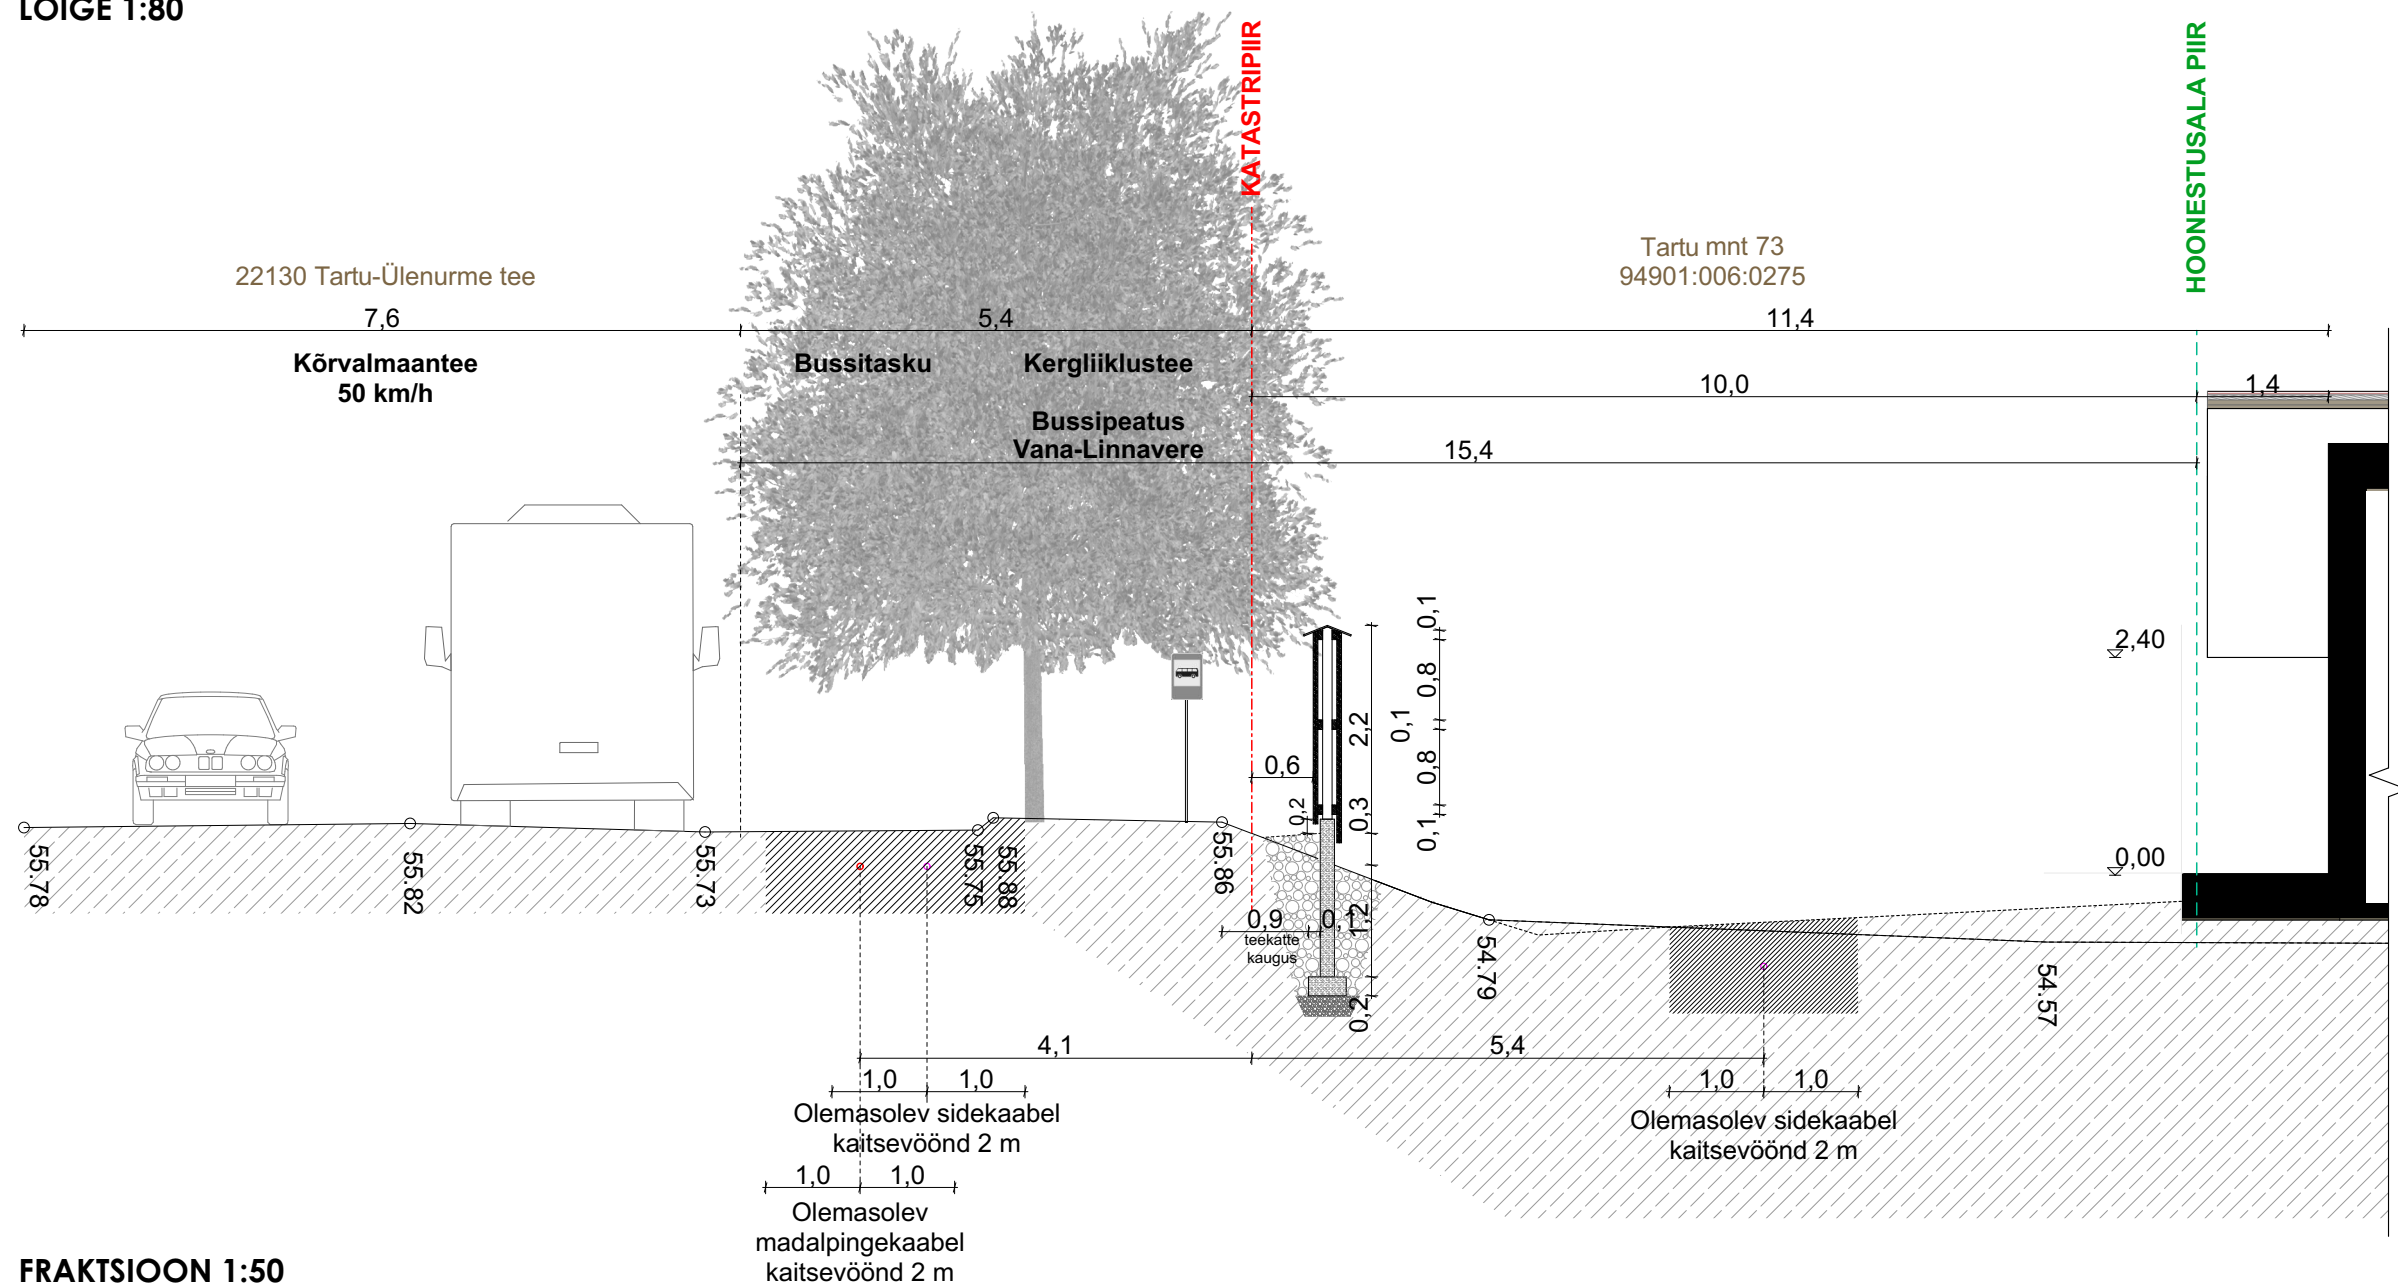 LÕIGE 1:80
KATASTRIPIIR
HOONESTUSALA PIIR
22130 Tartu-Ülenurme tee
Tartu mnt 73
94901:006:0275
7,6
5,4
11,4
Kõrvalmaantee
50 km/h
Bussitasku
Kergliiklustee
10,0
1,4
Bussipeatus
Vana-Linnavere
15,4
0,1
0,8
0,1
0,8
0,1
2,2
0,3
1,2
0,2
2,40
0,00
0,6
0,2
55.78
55.82
55.73
55.75
55.88
55.86
54.79
54.57
0,9
0,1
teekatte
kaugus
4,1
5,4
1,0
1,0
Olemasolev sidekaabel
kaitsevöönd 2 m
1,0
1,0
Olemasolev sidekaabel
kaitsevöönd 2 m
1,0
1,0
Olemasolev
madalpingekaabel
kaitsevöönd 2 m
FRAKTSIOON 1:50